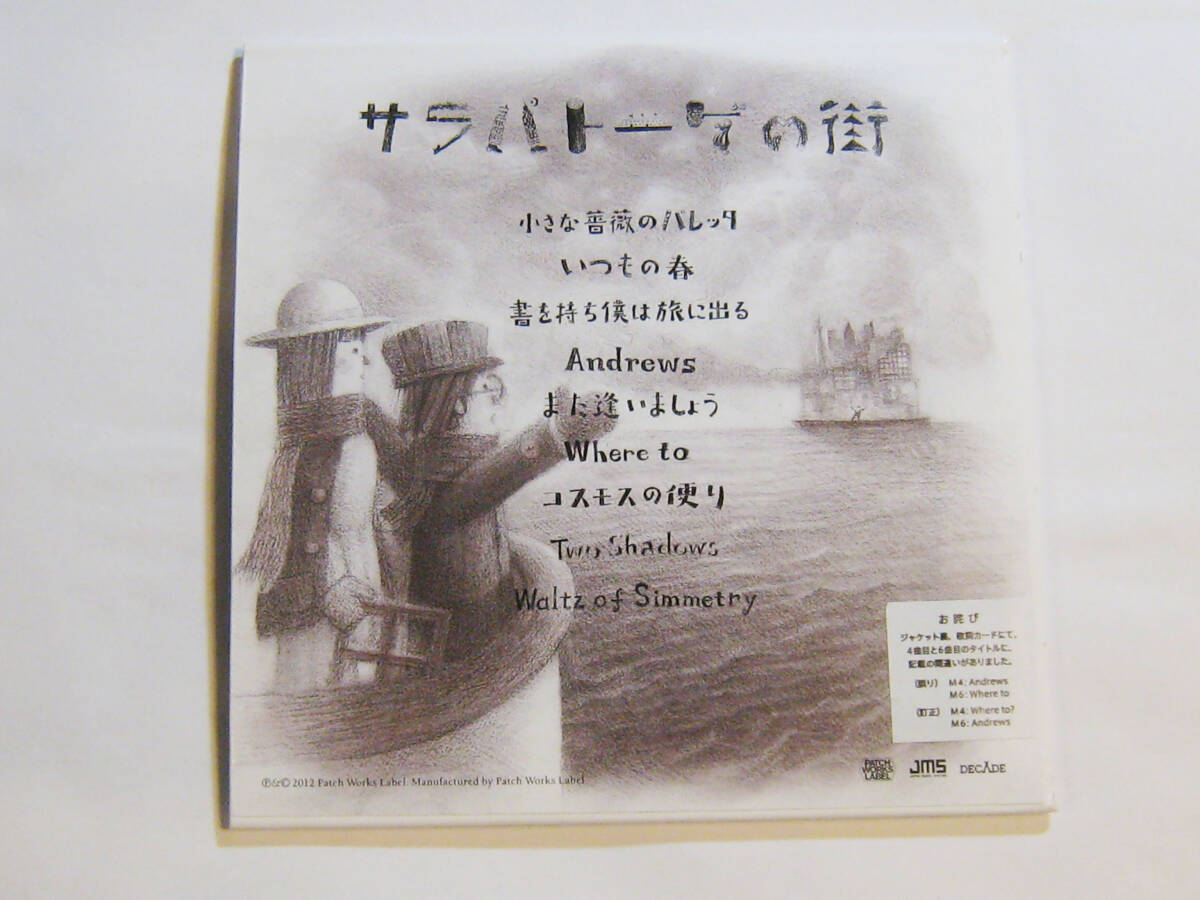 サラバトーゲの街
小さな薔薇のバレッタ
いつもの春
書を持ち僕は旅に出る
Andrews
また逢いましょう
Where to
コスモスの便り
Two Shadows
Waltz of Simmetry
お詫び
ジャケット裏、歌詞カードにて、
4曲目と6曲目のタイトルに、
記載の間違いがありました。
(誤り) M4: Andrews
M6: Where to
(訂正) M4: Where to?
M6: Andrews
℗&© 2012 Patch Works Label. Manufactured by Patch Works Label
PATCH WORKS LABEL JMS DECADE